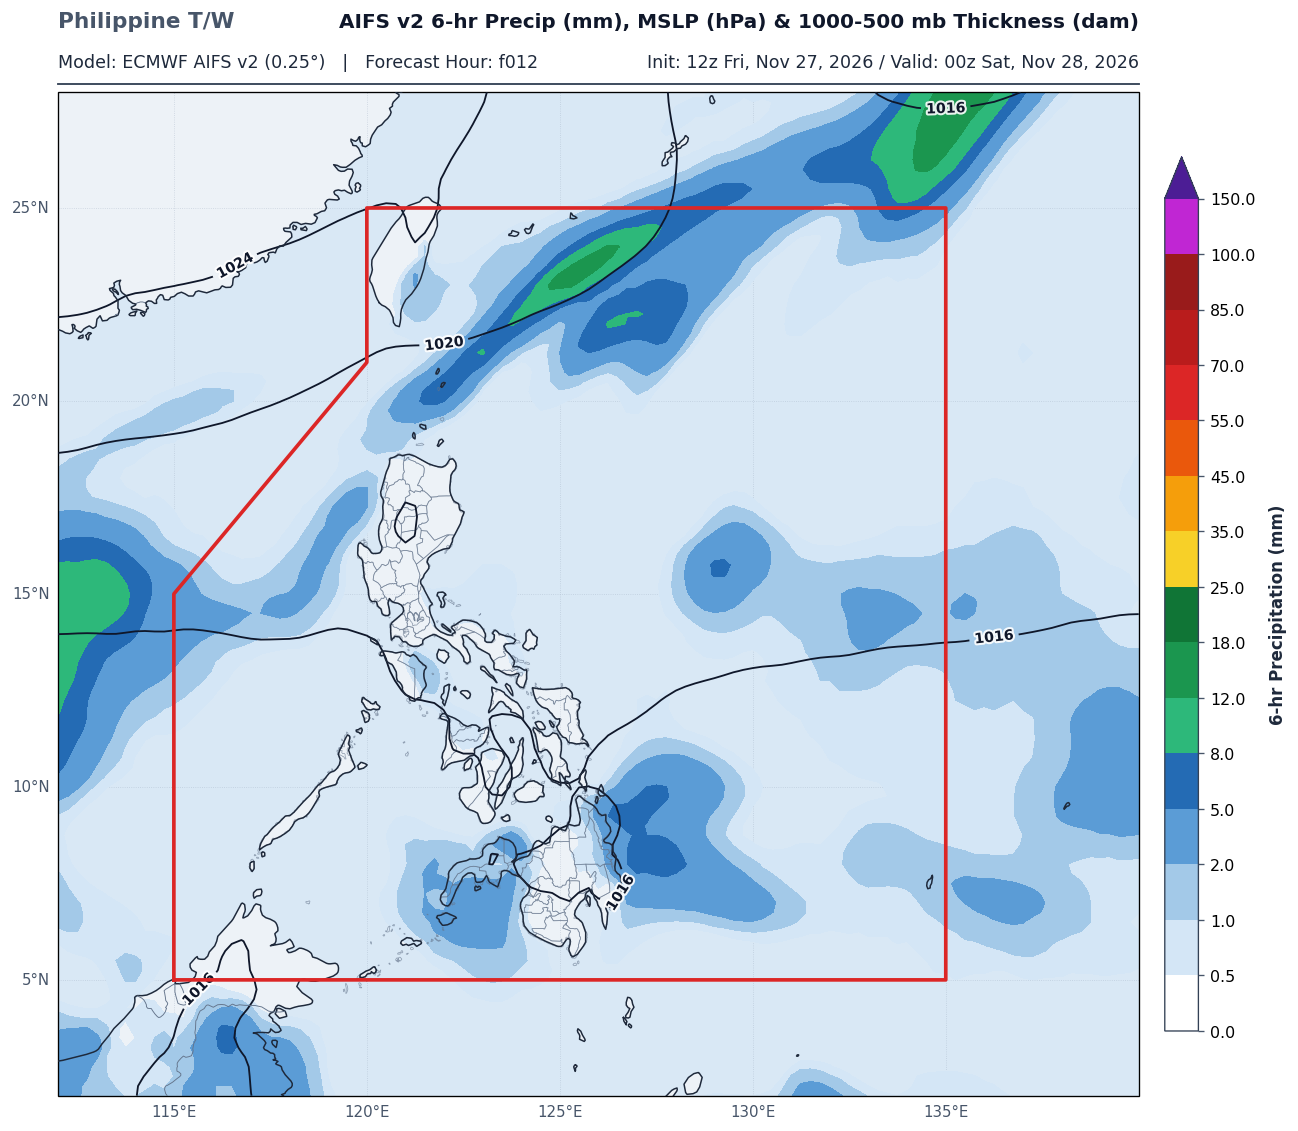 Philippine T/W
AIFS v2 6-hr Precip (mm), MSLP (hPa) & 1000-500 mb Thickness (dam)
Model: ECMWF AIFS v2 (0.25°)   |   Forecast Hour: f012
Init: 12z Fri, Nov 27, 2026 / Valid: 00z Sat, Nov 28, 2026
1016
25°N
1024
1020
20°N
15°N
1016
10°N
1016
5°N
1016
115°E
120°E
125°E
130°E
135°E
150.0
100.0
85.0
70.0
55.0
45.0
35.0
25.0
18.0
12.0
8.0
5.0
2.0
1.0
0.5
0.0
6-hr Precipitation (mm)